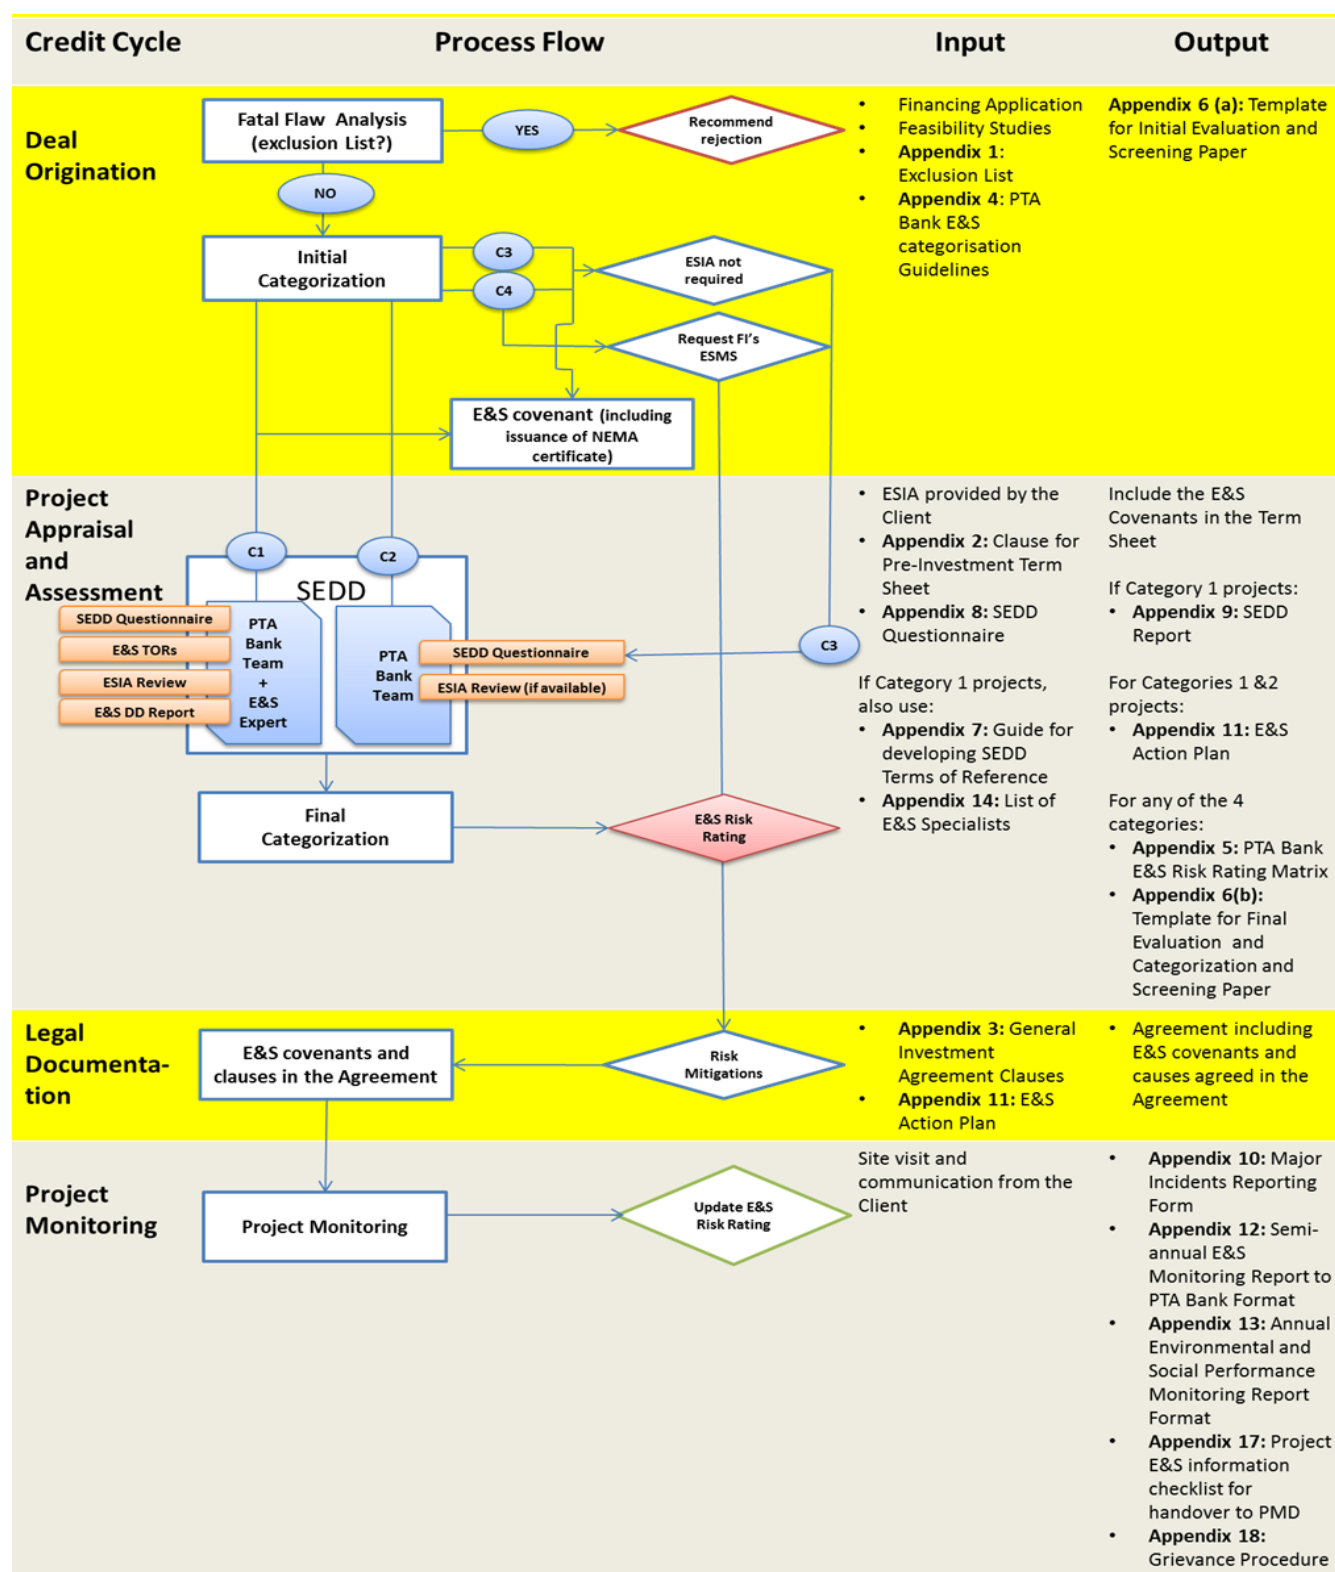 Credit Cycle
Process Flow
Input
Output
Deal
Origination
Fatal Flaw Analysis
(exclusion List?)
YES
Recommend
rejection
NO
Initial
Categorization
C3
C4
ESIA not
required
Request FI's
ESMS
E&S covenant (including
issuance of NEMA
certificate)
• Financing Application
• Feasibility Studies
• Appendix 1:
Exclusion List
• Appendix 4: PTA
Bank E&S
categorisation
Guidelines
Appendix 6 (a): Template
for Initial Evaluation and
Screening Paper
Project
Appraisal
and
Assessment
C1
C2
SEDD
SEDD Questionnaire
E&S TORs
ESIA Review
E&S DD Report
PTA
Bank
Team
+
E&S
Expert
PTA
Bank
Team
SEDD Questionnaire
ESIA Review (if available)
C3
Final
Categorization
E&S Risk
Rating
• ESIA provided by the
Client
• Appendix 2: Clause for
Pre-Investment Term
Sheet
• Appendix 8: SEDD
Questionnaire
If Category 1 projects,
also use:
• Appendix 7: Guide for
developing SEDD
Terms of Reference
• Appendix 14: List of
E&S Specialists
Include the E&S
Covenants in the Term
Sheet
If Category 1 projects:
• Appendix 9: SEDD
Report
For Categories 1 &2
projects:
• Appendix 11: E&S
Action Plan
For any of the 4
categories:
• Appendix 5: PTA Bank
E&S Risk Rating Matrix
• Appendix 6(b):
Template for Final
Evaluation and
Categorization and
Screening Paper
Legal
Documenta-
tion
E&S covenants and
clauses in the Agreement
Risk
Mitigations
• Appendix 3: General
Investment
Agreement Clauses
• Appendix 11: E&S
Action Plan
• Agreement including
E&S covenants and
causes agreed in the
Agreement
Project
Monitoring
Project Monitoring
Update E&S
Risk Rating
Site visit and
communication from the
Client
• Appendix 10: Major
Incidents Reporting
Form
• Appendix 12: Semi-
annual E&S
Monitoring Report to
PTA Bank Format
• Appendix 13: Annual
Environmental and
Social Performance
Monitoring Report
Format
• Appendix 17: Project
E&S information
checklist for
handover to PMD
• Appendix 18:
Grievance Procedure